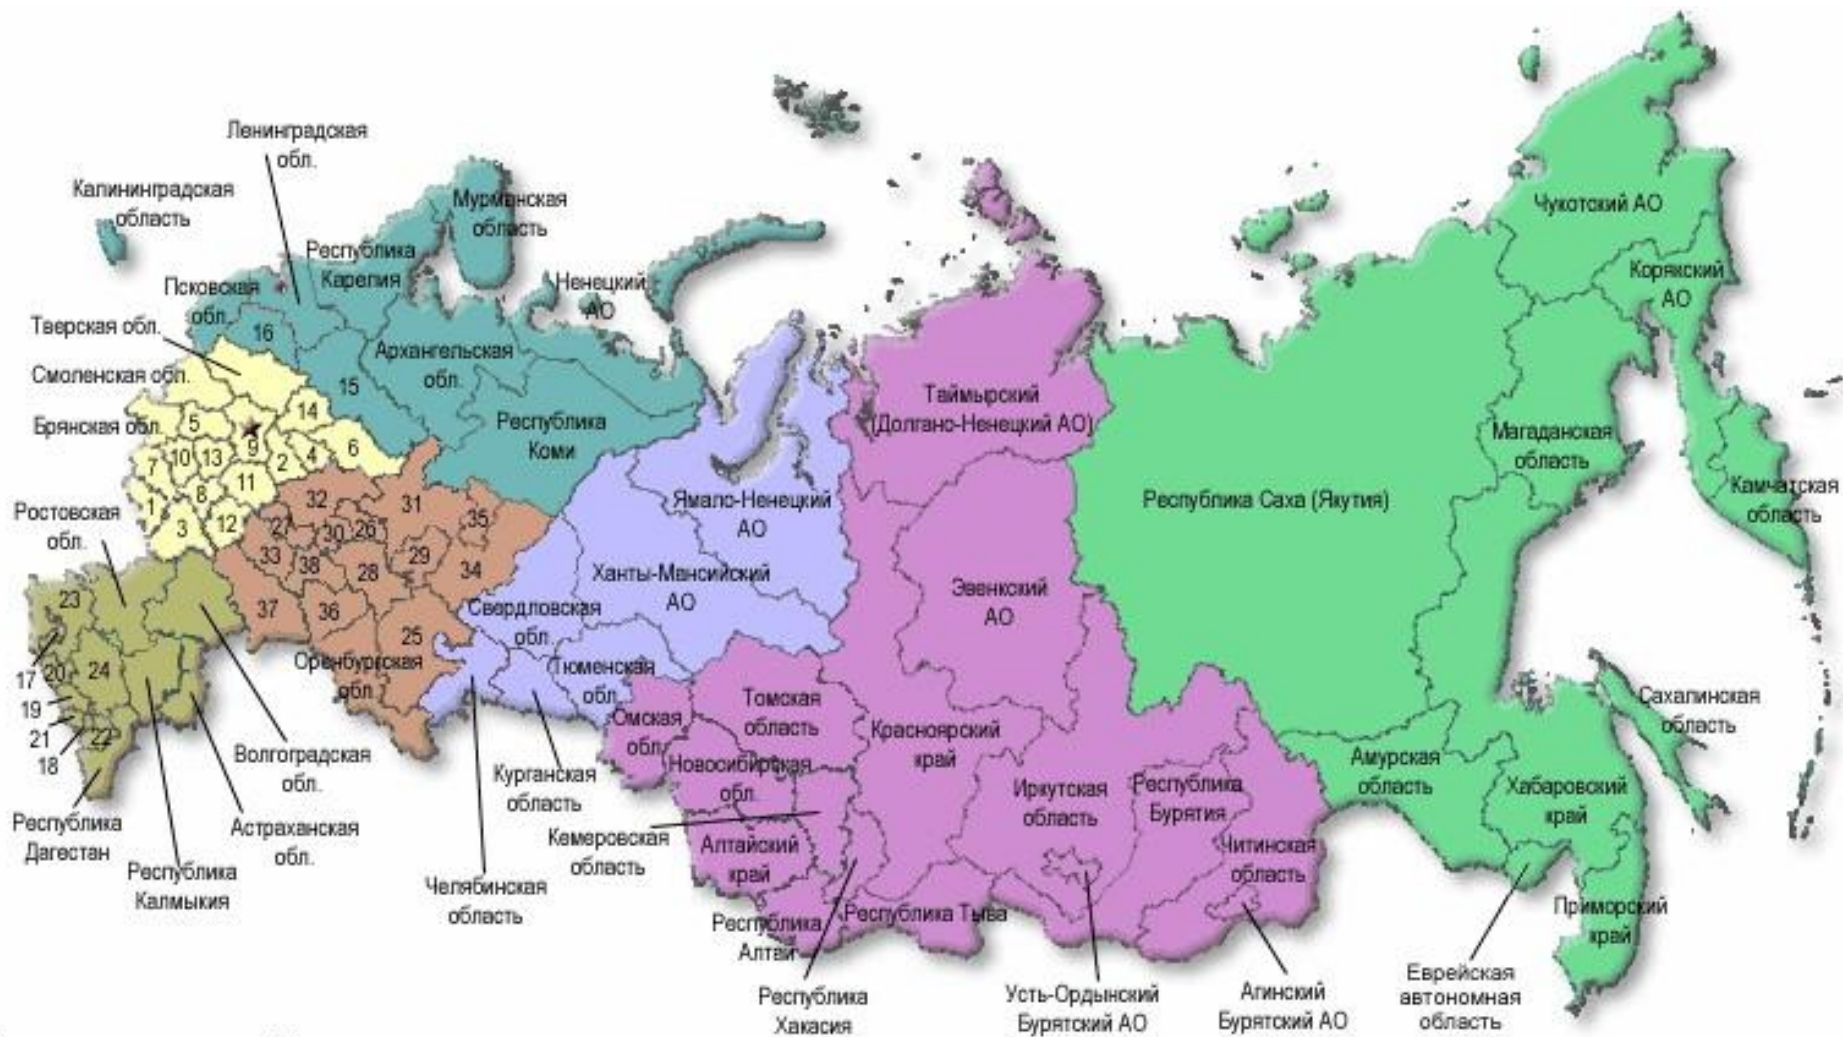 Ленинградская
обл.
Калининградская
область
Мурманская
область
Республика
Карелия
Ненецкий
АО
Псковская
обл.
Тверская обл.
16
Архангельская
обл.
Смоленская обл.
15
14
Брянская обл.
5
Республика
Коми
9
6
7
10
13
2
4
11
1
8
3
12
Ростовская
обл.
32
31
35
27
30
26
33
38
28
29
34
37
36
25
23
17
20
24
19
21
18
22
Оренбургская
обл.
Волгоградская
обл.
Республика
Дагестан
Астраханская
обл.
Республика
Калмыкия
Ямало-Ненецкий
АО
Ханты-Мансийский
АО
Свердловская
обл.
Тюменская
обл.
Курганская
область
Челябинская
область
Таймырский
(Долгано-Ненецкий АО)
Эвенкский
АО
Красноярский
край
Томская
область
Омская
обл.
Новосибирская
обл.
Кемеровская
область
Алтайский
край
Республика
Алтай
Республика Тыва
Республика
Хакасия
Иркутская
область
Республика
Бурятия
Читинская
область
Усть-Ордынский
Бурятский АО
Агинский
Бурятский АО
Чукотский АО
Корякский
АО
Магаданская
область
Камчатская
область
Республика Саха (Якутия)
Сахалинская
область
Амурская
область
Хабаровский
край
Приморский
край
Еврейская
автономная
область